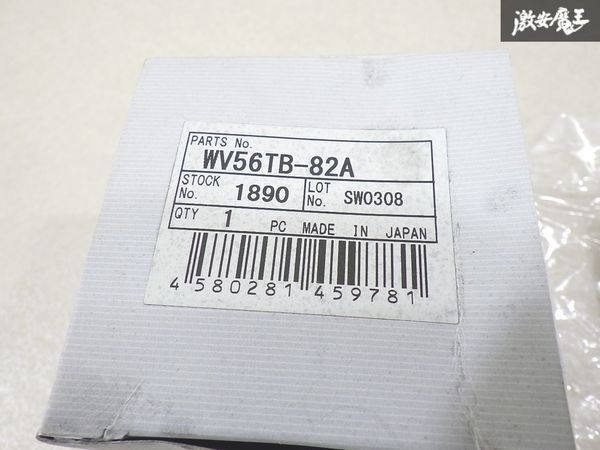 激安魔王
PARTS No.
WV56TB-82A
STOCK No. 1890 LOT No. SW0308
QTY 1 PC MADE IN JAPAN
4 580281 459781